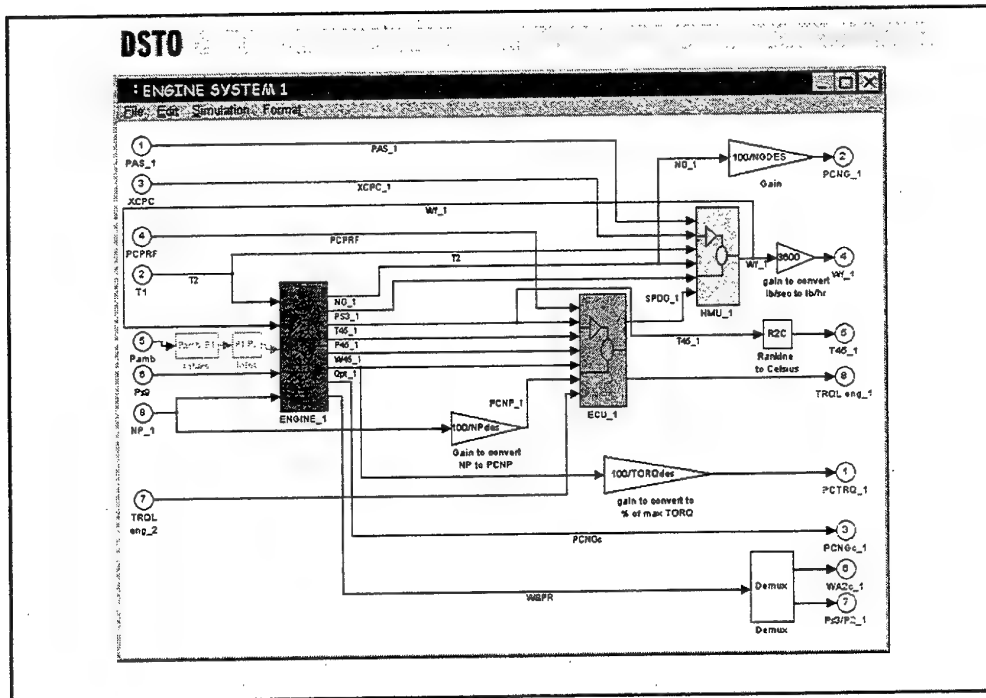 DSTO
: ENGINE SYSTEM 1
File Edit Simulation Format
1
PAS_1
PAS_1
3
XCPC
XCPC_1
Wf_1
4
PCPRF
PCPRF
2
T1
T2
T2
NG_1
100/NGDES
Gain
2
PCNG_1
HMU_1
Wf_1
3600
gain to convert
lb/sec to lb/hr
4
Wf_1
SPDG_1
5
Pamb
6
Ps0
NP_1
ENGINE_1
NG_1
PS3_1
T45_1
P45_1
W45_1
Qpt_1
ECU_1
T45_1
R2C
Rankine
to Celsius
5
T45_1
8
TRQL eng_1
PCNP_1
100/NPdes
Gain to convert
NP to PCNP
100/TORQdes
gain to convert to
% of max TORQ
1
PCTRQ_1
7
TRQL
eng_2
PCNGc
3
PCNGc_1
W&PR
Demux
Demux
6
WA2c_1
7
Ps3/P2_1